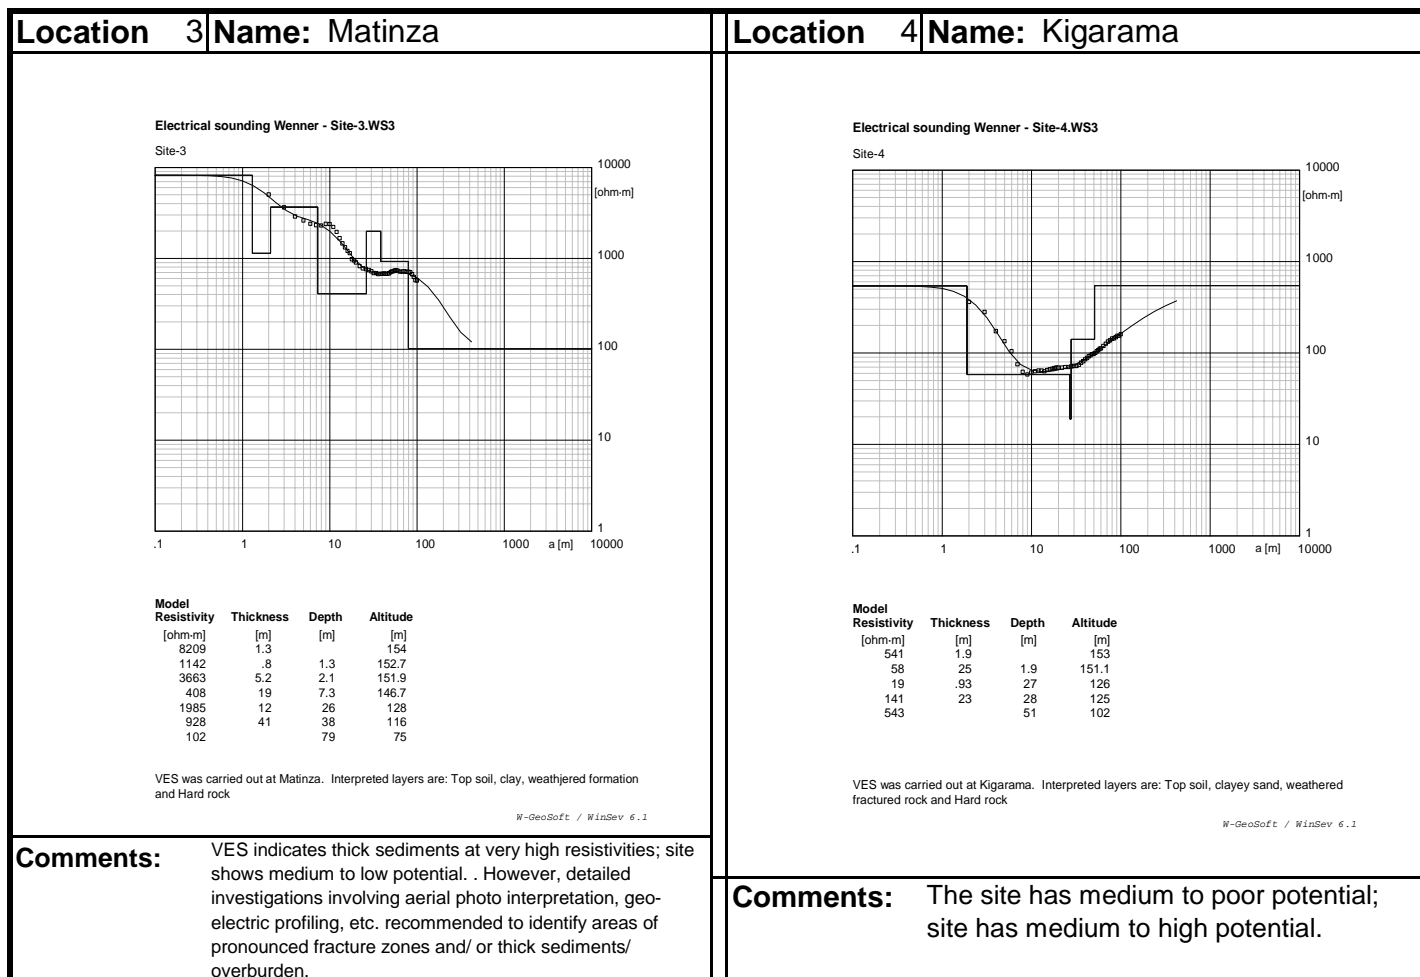 Location 3 Name: Matinza
Electrical sounding Wenner - Site-3.WS3
Site-3
10000
[ohm·m]
1000
100
10
1
.1 1 10 100 1000 a [m] 10000
Model
Resistivity Thickness Depth Altitude
[ohm·m] [m] [m] [m]
8209 1.3 154
1142 .8 1.3 152.7
3663 5.2 2.1 151.9
408 19 7.3 146.7
1985 12 26 128
928 41 38 116
102 79 75
VES was carried out at Matinza. Interpreted layers are: Top soil, clay, weathjered formation
and Hard rock
W-GeoSoft / WinSev 6.1
Comments: VES indicates thick sediments at very high resistivities; site
shows medium to low potential. . However, detailed
investigations involving aerial photo interpretation, geo-
electric profiling, etc. recommended to identify areas of
pronounced fracture zones and/ or thick sediments/
overburden.
Location 4 Name: Kigarama
Electrical sounding Wenner - Site-4.WS3
Site-4
10000
[ohm·m]
1000
100
10
1
.1 1 10 100 1000 a [m] 10000
Model
Resistivity Thickness Depth Altitude
[ohm·m] [m] [m] [m]
541 1.9 153
58 25 1.9 151.1
19 .93 27 126
141 23 28 125
543 51 102
VES was carried out at Kigarama. Interpreted layers are: Top soil, clayey sand, weathered
fractured rock and Hard rock
W-GeoSoft / WinSev 6.1
Comments: The site has medium to poor potential;
site has medium to high potential.